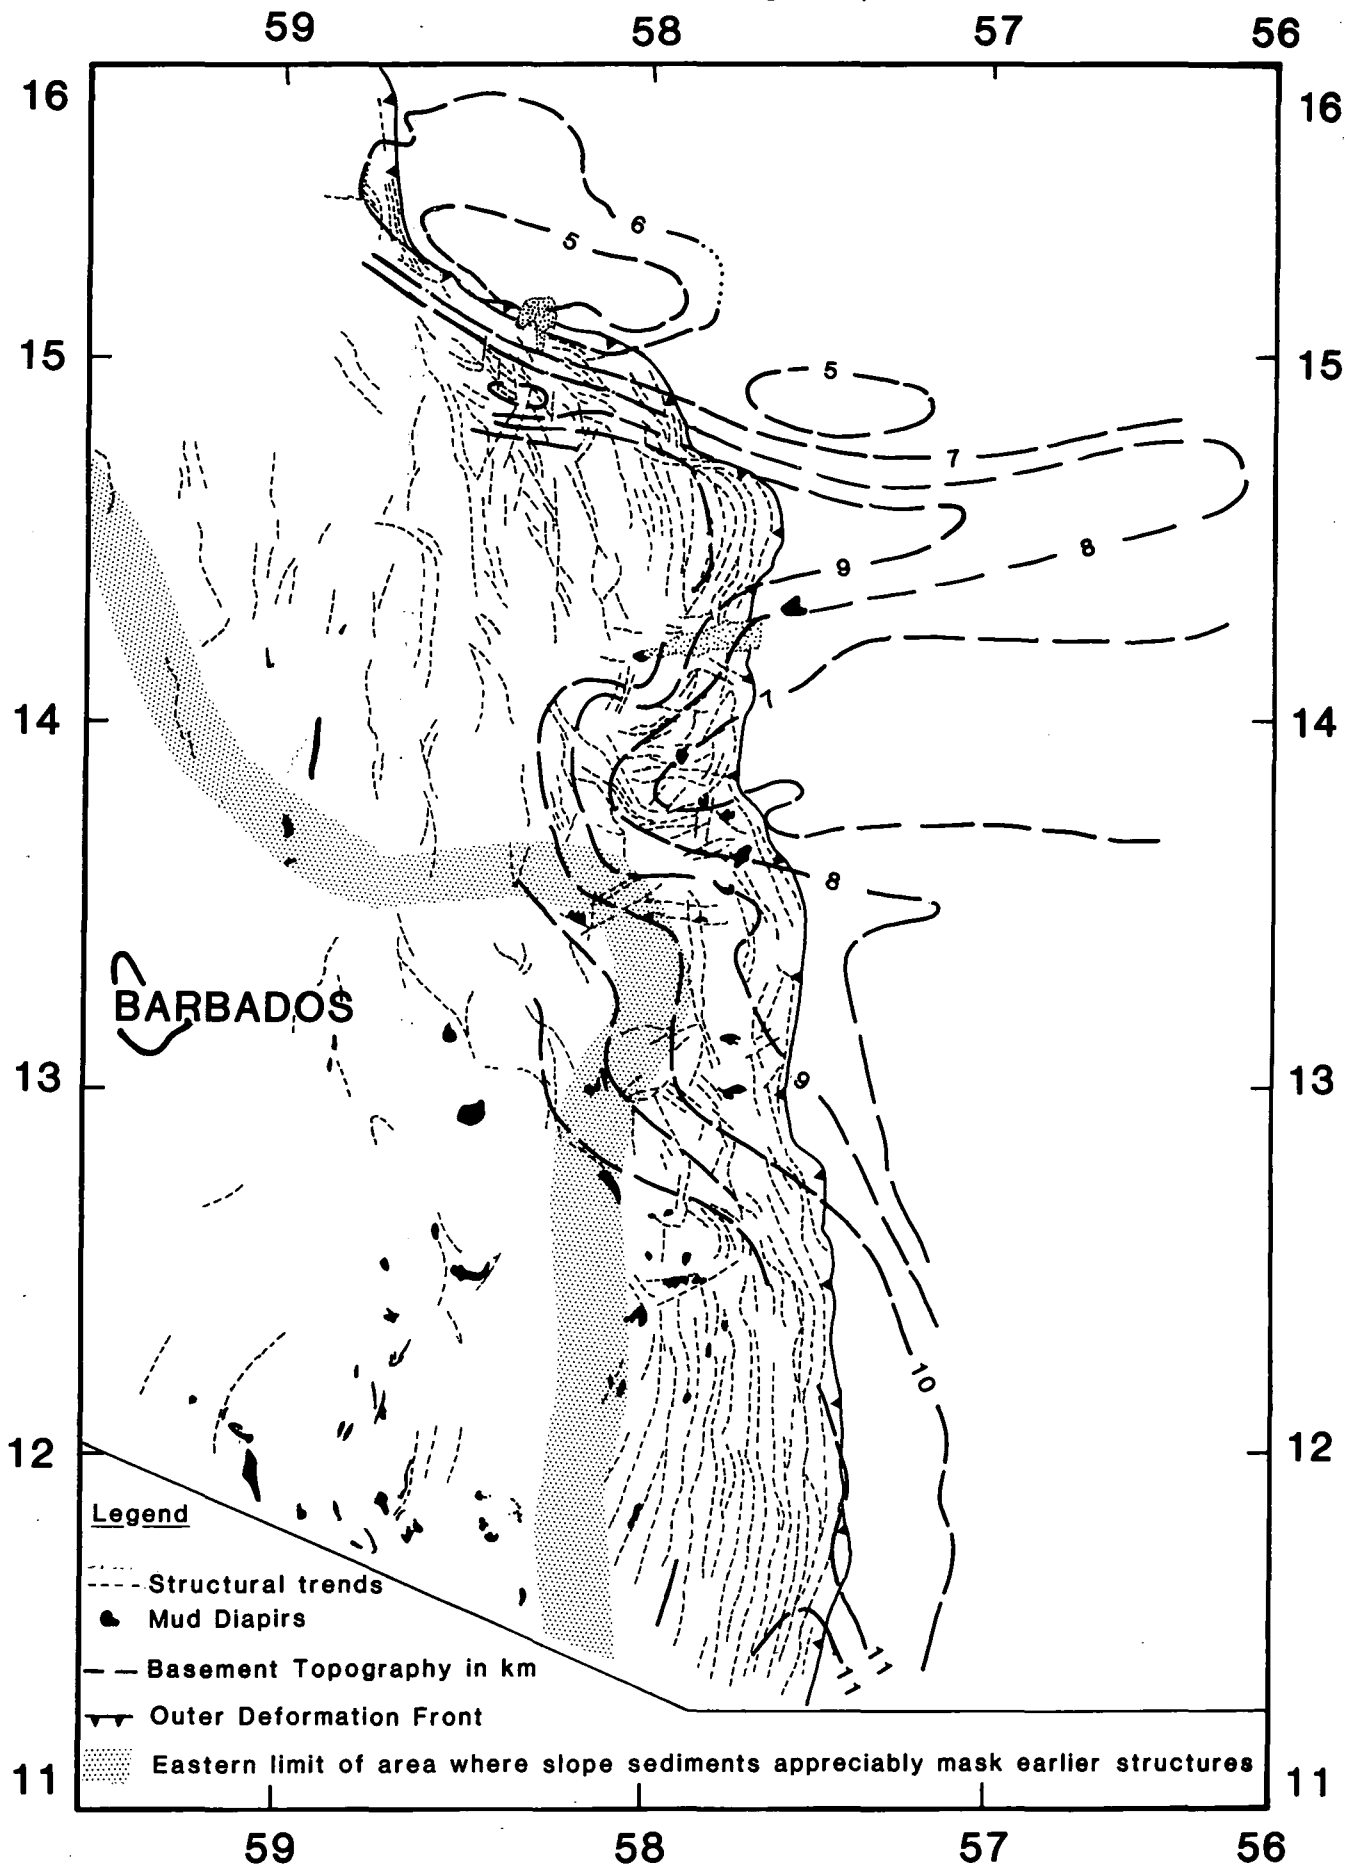 59 58 57 56
16 16
6
5
15 15
5
7
8
9
14 14
7
8
BARBADOS
13 13
9
10
12 12
Legend
Structural trends
Mud Diapirs
Basement Topography in km
11
11
Outer Deformation Front
Eastern limit of area where slope sediments appreciably mask earlier structures
11 11
59 58 57 56